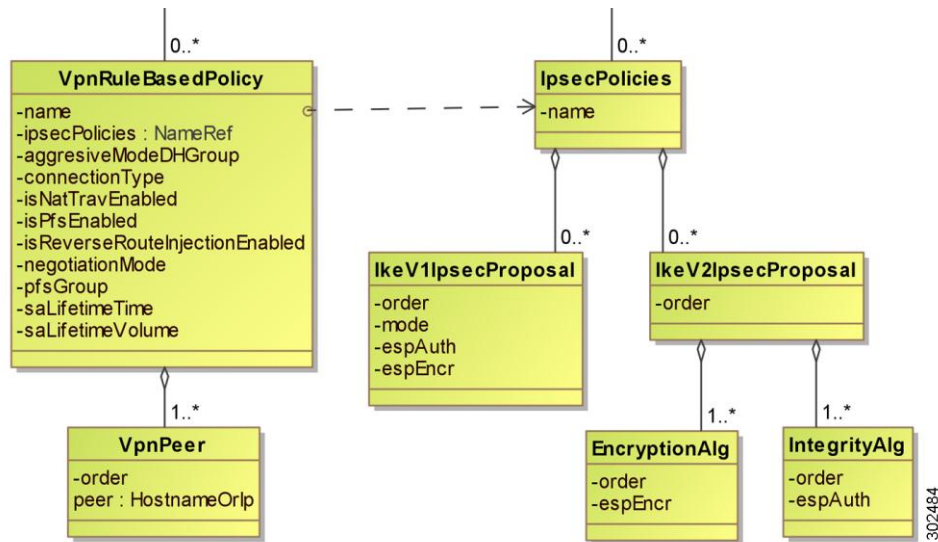 0..*
VpnRuleBasedPolicy
-name
-ipsecPolicies : NameRef
-aggresiveModeDHGroup
-connectionType
-isNatTravEnabled
-isPfsEnabled
-isReverseRouteInjectionEnabled
-negotiationMode
-pfsGroup
-saLifetimeTime
-saLifetimeVolume
1..*
VpnPeer
-order
peer : HostnameOrIp
0..*
IpsecPolicies
-name
0..*
IkeV1IpsecProposal
-order
-mode
-espAuth
-espEncr
0..*
IkeV2IpsecProposal
-order
1..*
EncryptionAlg
-order
-espEncr
1..*
IntegrityAlg
-order
-espAuth
302484